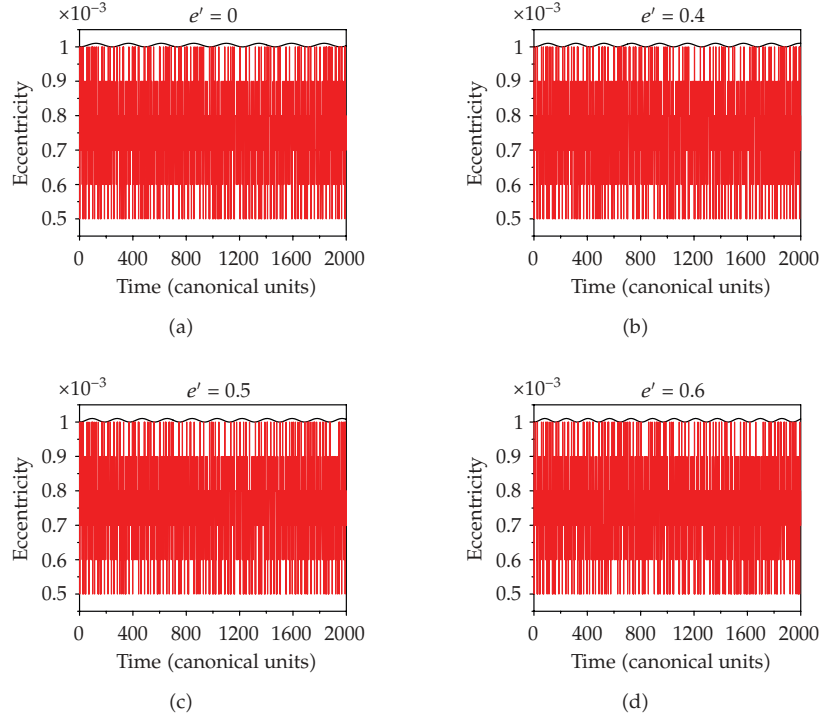 ×10⁻³ e′ = 0
1
0.9
0.8
0.7
0.6
0.5
Eccentricity
0 400 800 1200 1600 2000
Time (canonical units)
(a)
×10⁻³ e′ = 0.4
1
0.9
0.8
0.7
0.6
0.5
Eccentricity
0 400 800 1200 1600 2000
Time (canonical units)
(b)
×10⁻³ e′ = 0.5
1
0.9
0.8
0.7
0.6
0.5
Eccentricity
0 400 800 1200 1600 2000
Time (canonical units)
(c)
×10⁻³ e′ = 0.6
1
0.9
0.8
0.7
0.6
0.5
Eccentricity
0 400 800 1200 1600 2000
Time (canonical units)
(d)